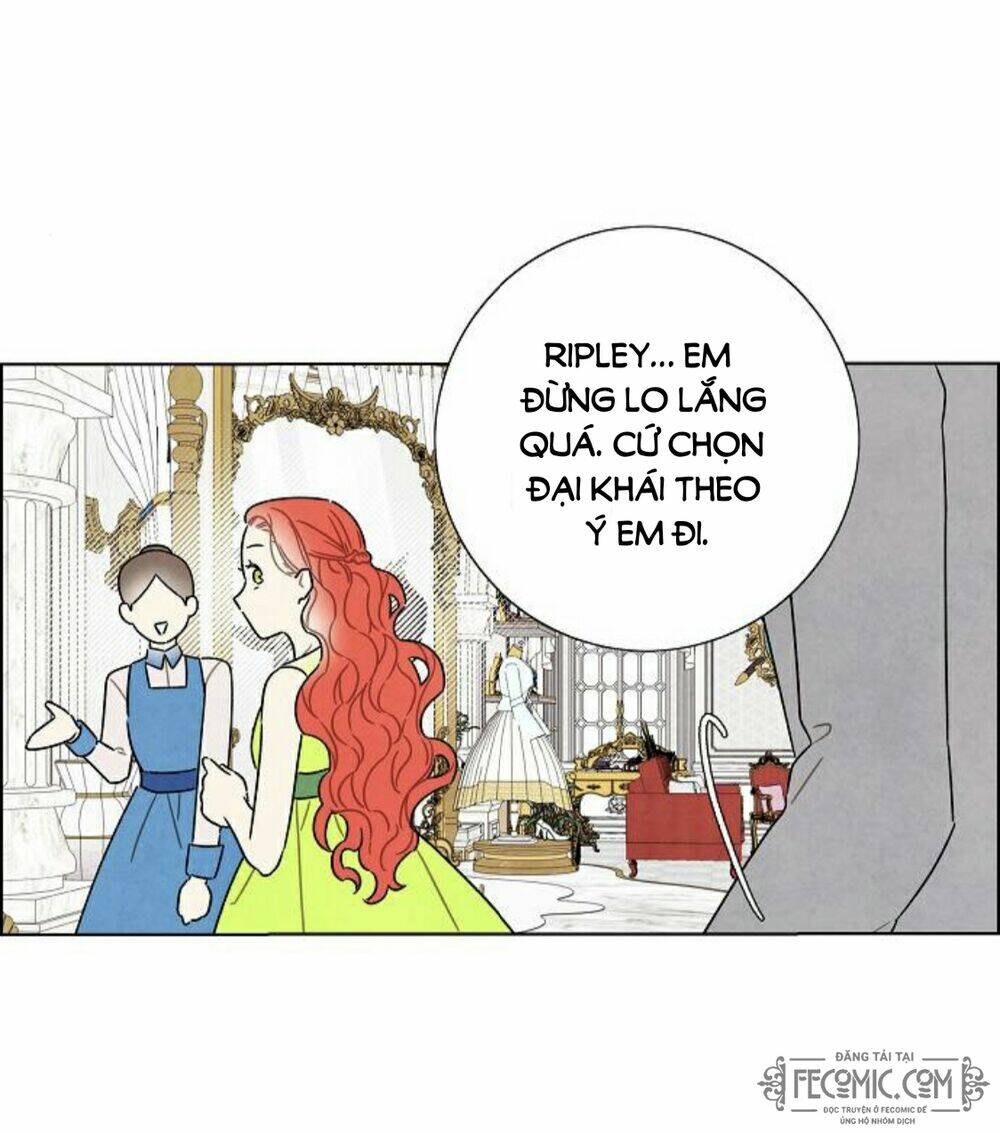 RIPLEY... EM
ĐỪNG LO LẮNG
QUÁ. CỨ CHỌN
ĐẠI KHÁI THEO
Ý EM ĐI.
ĐĂNG TẢI TẠI
FECOMIC.COM
ĐỌC TRUYỆN Ở FECOMIC ĐỂ
ỦNG HỘ NHÓM DỊCH